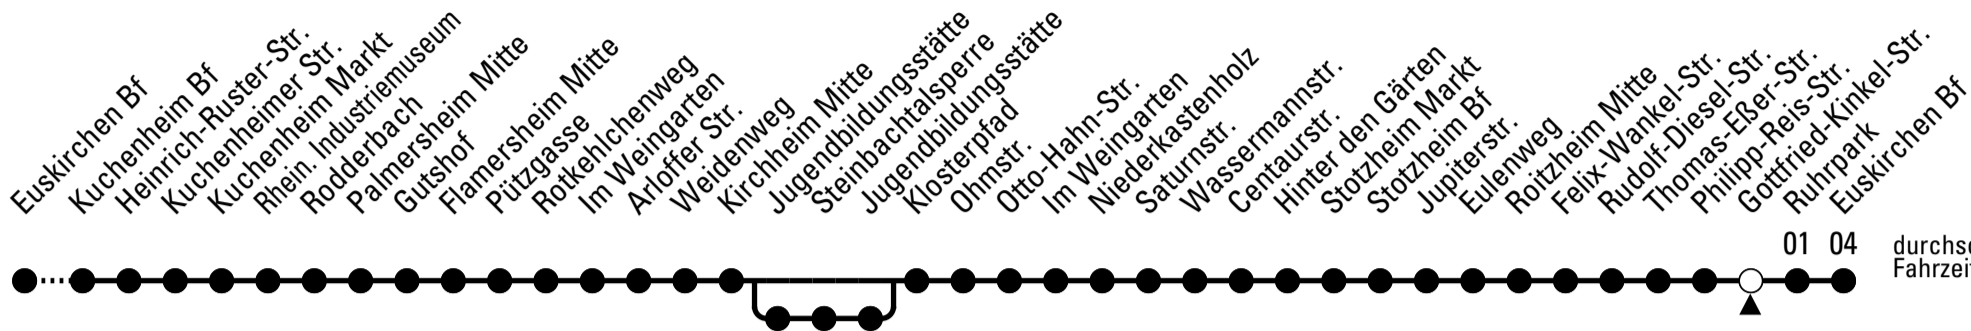 Euskirchen Bf
Kuchenheim Bf
Heinrich-Ruster-Str.
Kuchenheimer Str.
Kuchenheim Markt
Rhein. Industriemuseum
Rodderbach
Palmersheim Mitte
Gutshof
Flamersheim Mitte
Pützgasse
Rotkehlchenweg
Im Weingarten
Arloffer Str.
Weidenweg
Kirchheim Mitte
Jugendbildungsstätte
Steinbachtalsperre
Jugendbildungsstätte
Klosterpfad
Ohmstr.
Otto-Hahn-Str.
Im Weingarten
Niederkastenholz
Saturnstr.
Wassermannstr.
Centaurstr.
Hinter den Gärten
Stotzheim Markt
Stotzheim Bf
Jupiterstr.
Eulenweg
Roitzheim Mitte
Felix-Wankel-Str.
Rudolf-Diesel-Str.
Thomas-Eßer-Str.
Philipp-Reis-Str.
Gottfried-Kinkel-Str.
Ruhrpark
Euskirchen Bf
01 04